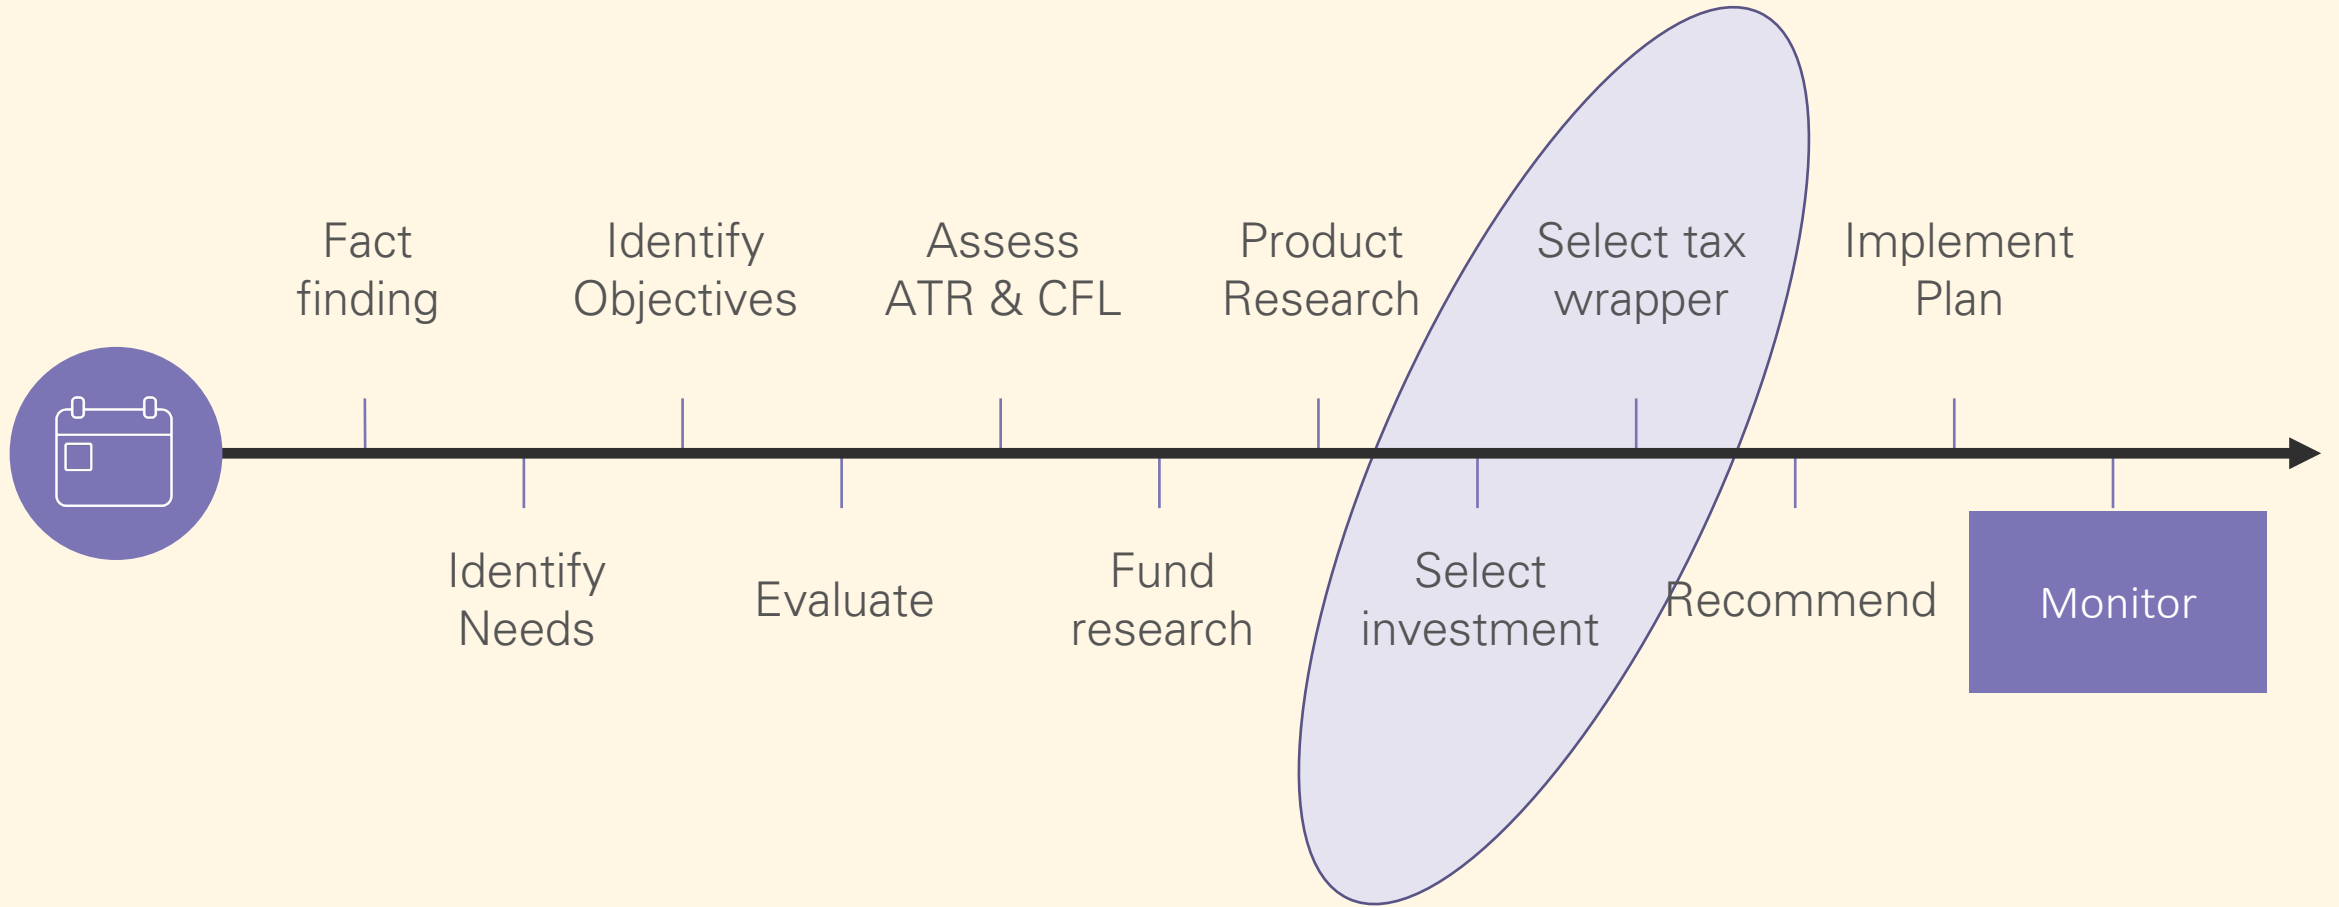 Fact
finding
Identify
Objectives
Assess
ATR & CFL
Product
Research
Select tax
wrapper
Implement
Plan
Identify
Needs
Evaluate
Fund
research
Select
investment
Recommend
Monitor